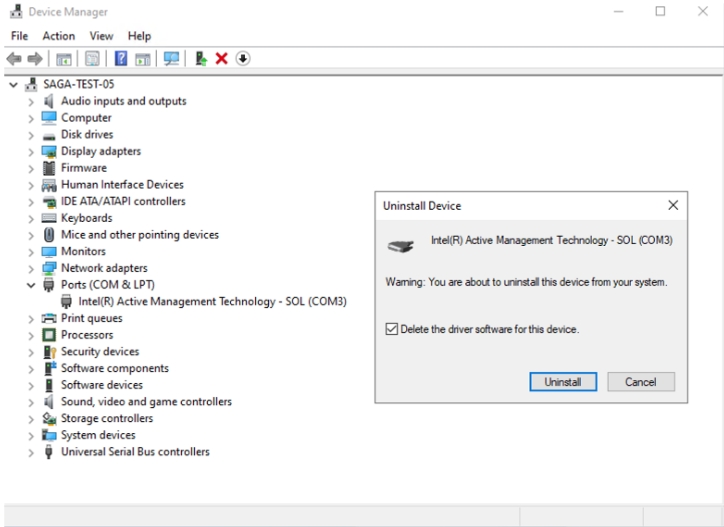 Device Manager
File Action View Help
SAGA-TEST-05
Audio inputs and outputs
Computer
Disk drives
Display adapters
Firmware
Human Interface Devices
IDE ATA/ATAPI controllers
Keyboards
Mice and other pointing devices
Monitors
Network adapters
Ports (COM & LPT)
Intel(R) Active Management Technology - SOL (COM3)
Print queues
Processors
Security devices
Software components
Software devices
Sound, video and game controllers
Storage controllers
System devices
Universal Serial Bus controllers
Uninstall Device
Intel(R) Active Management Technology - SOL (COM3)
Warning: You are about to uninstall this device from your system.
Delete the driver software for this device.
Uninstall Cancel